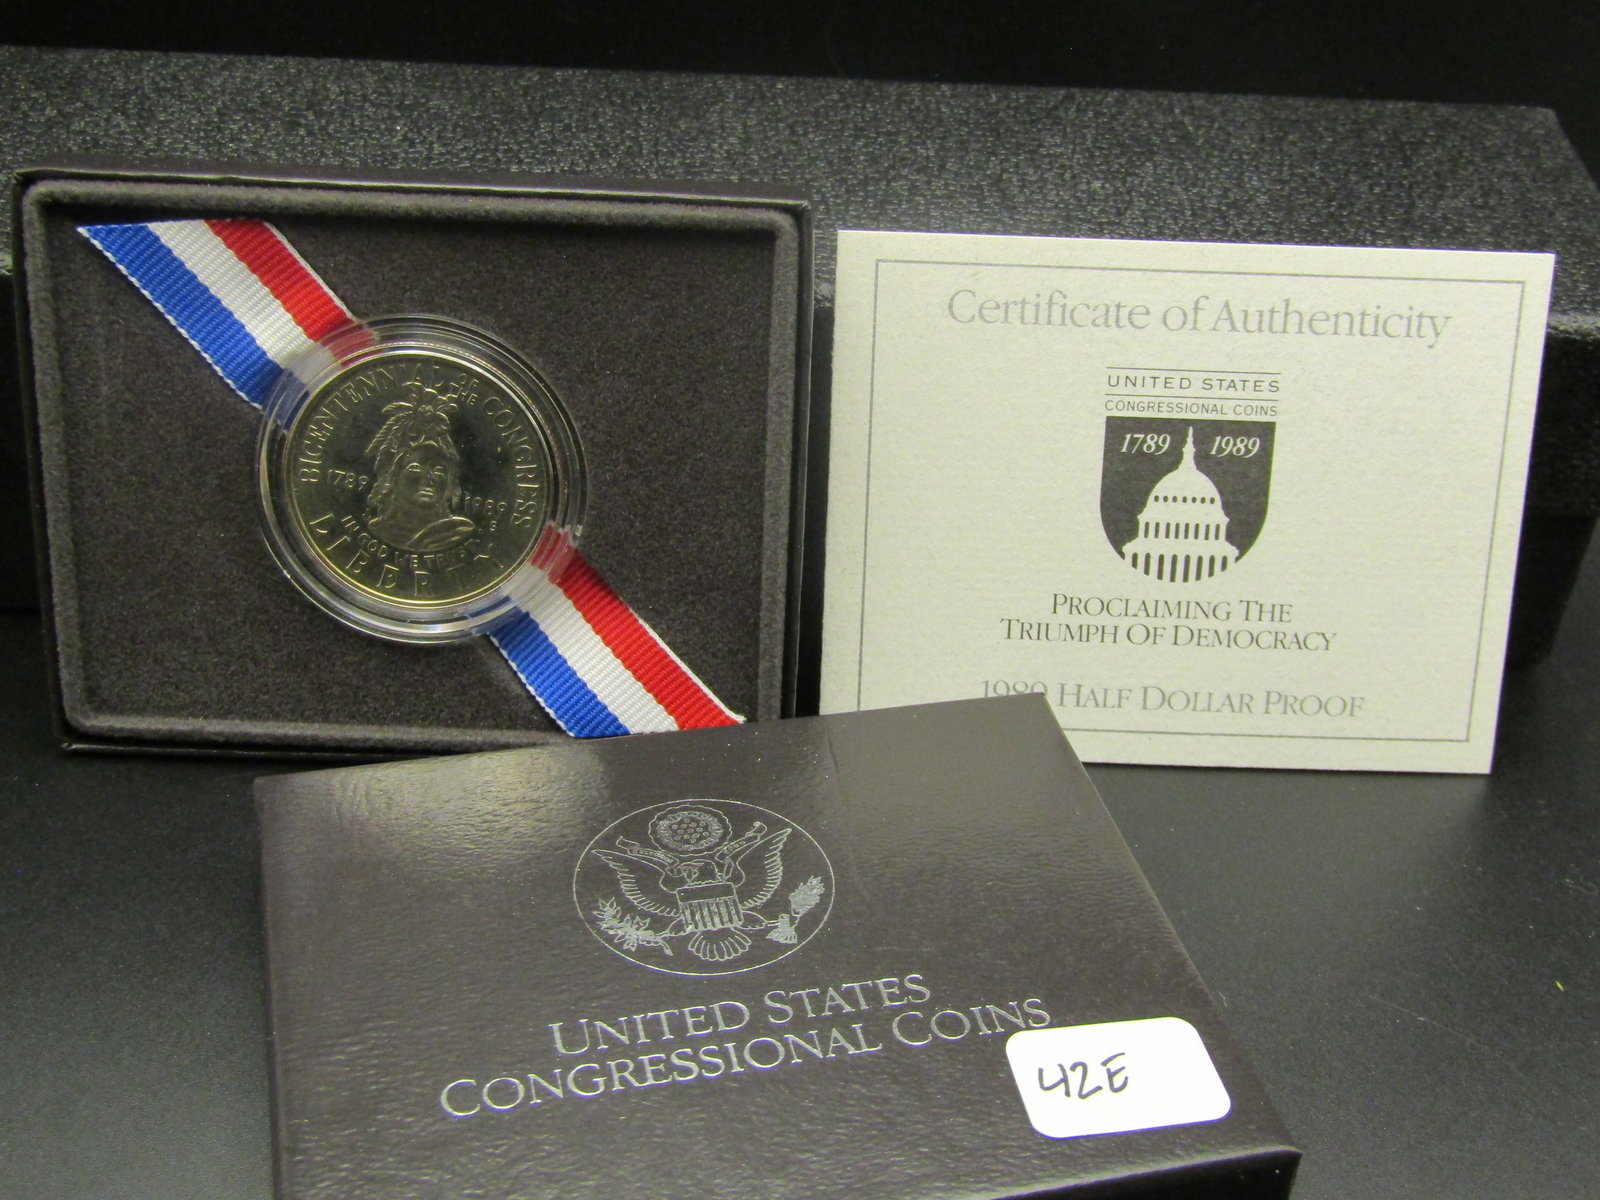 BICENTENNIAL OF THE CONGRESS
1789 1989
S
IN GOD WE TRUST
LIBERTY
Certificate of Authenticity
UNITED STATES
CONGRESSIONAL COINS
1789 1989
PROCLAIMING THE
TRIUMPH OF DEMOCRACY
1989 HALF DOLLAR PROOF
UNITED STATES
CONGRESSIONAL COINS
42E